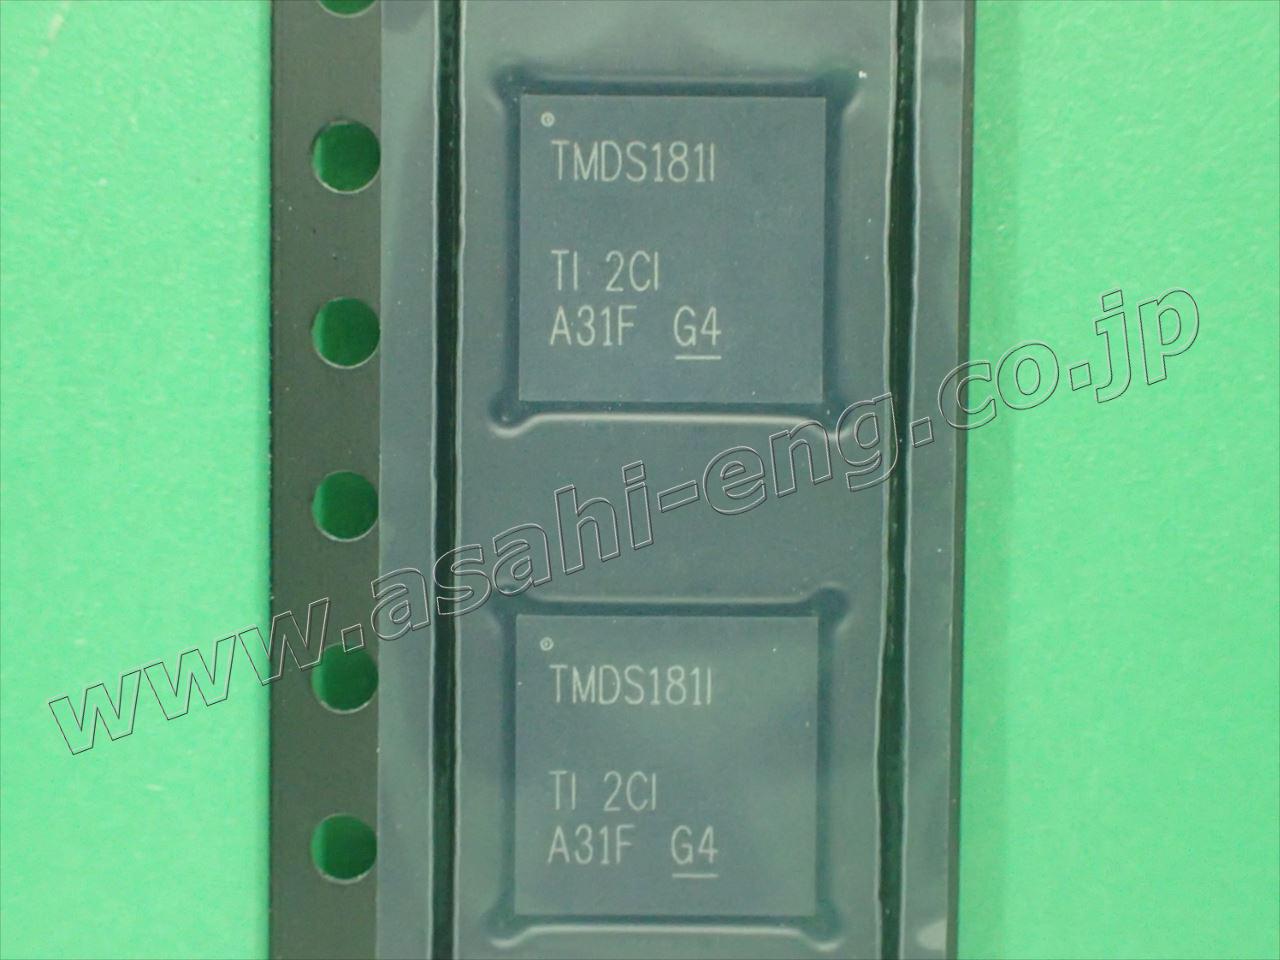 TMDS181I
TI 2CI
A31F G4
www.asahi-eng.co.jp
TMDS181I
TI 2CI
A31F G4